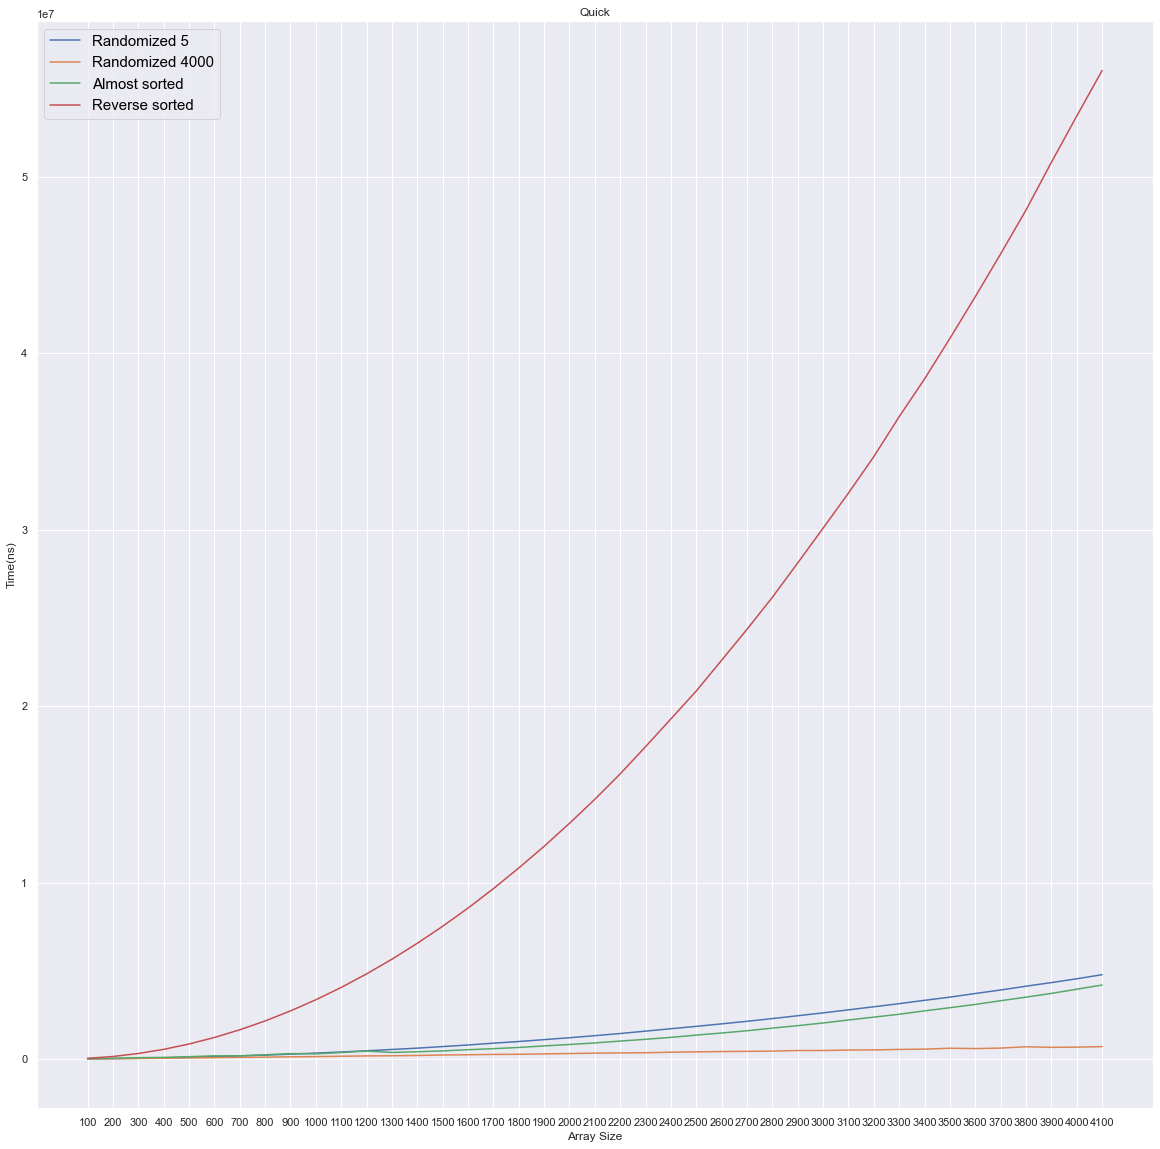 Quick
1e7
Randomized 5
Randomized 4000
Almost sorted
Reverse sorted
5
4
3
2
1
0
Time(ns)
100 200 300 400 500 600 700 800 900 1000 1100 1200 1300 1400 1500 1600 1700 1800 1900 2000 2100 2200 2300 2400 2500 2600 2700 2800 2900 3000 3100 3200 3300 3400 3500 3600 3700 3800 3900 4000 4100
Array Size